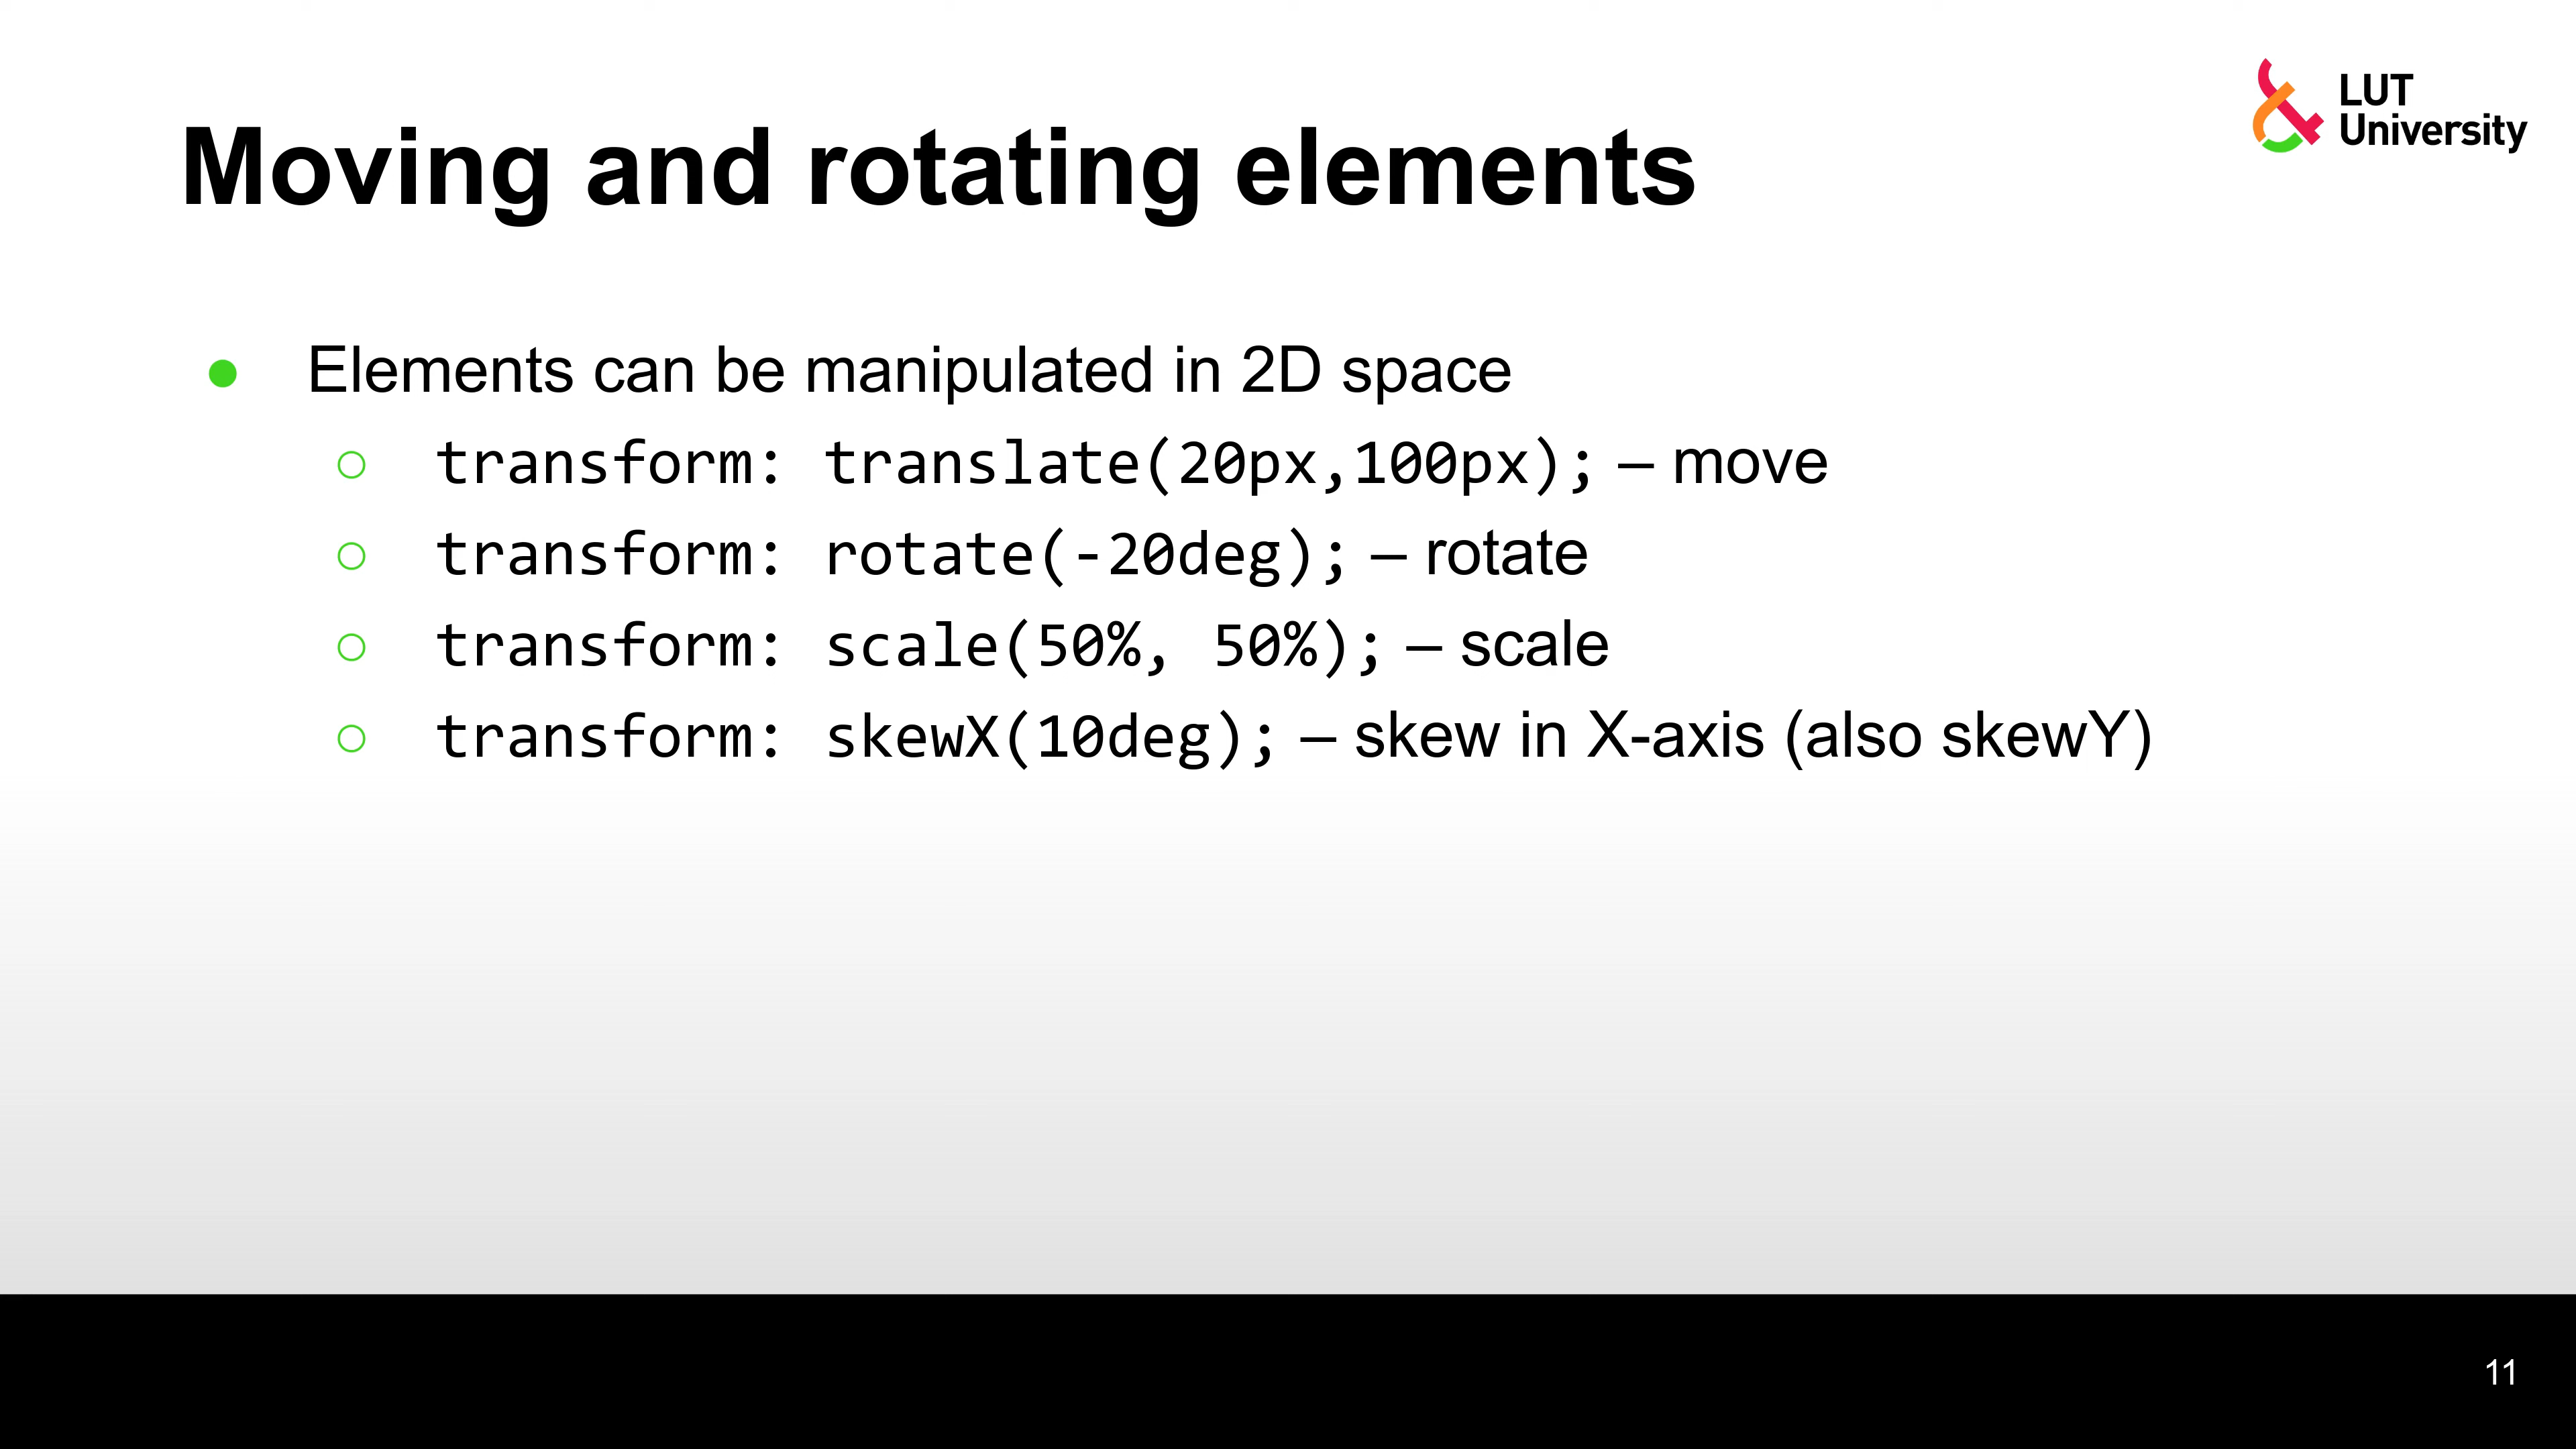 LUT
University
Moving and rotating elements
● Elements can be manipulated in 2D space
○ transform: translate(20px,100px); – move
○ transform: rotate(-20deg); – rotate
○ transform: scale(50%, 50%); – scale
○ transform: skewX(10deg); – skew in X-axis (also skewY)
11